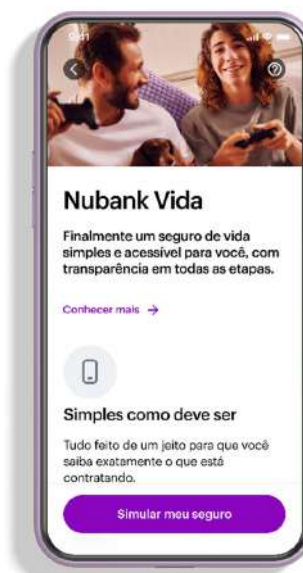 9:41
Nubank Vida
Finalmente um seguro de vida
simples e acessível para você, com
transparência em todas as etapas.
Conhecer mais →
Simples como deve ser
Tudo feito de um jeito para que você
saiba exatamente o que está
contratando.
Simular meu seguro